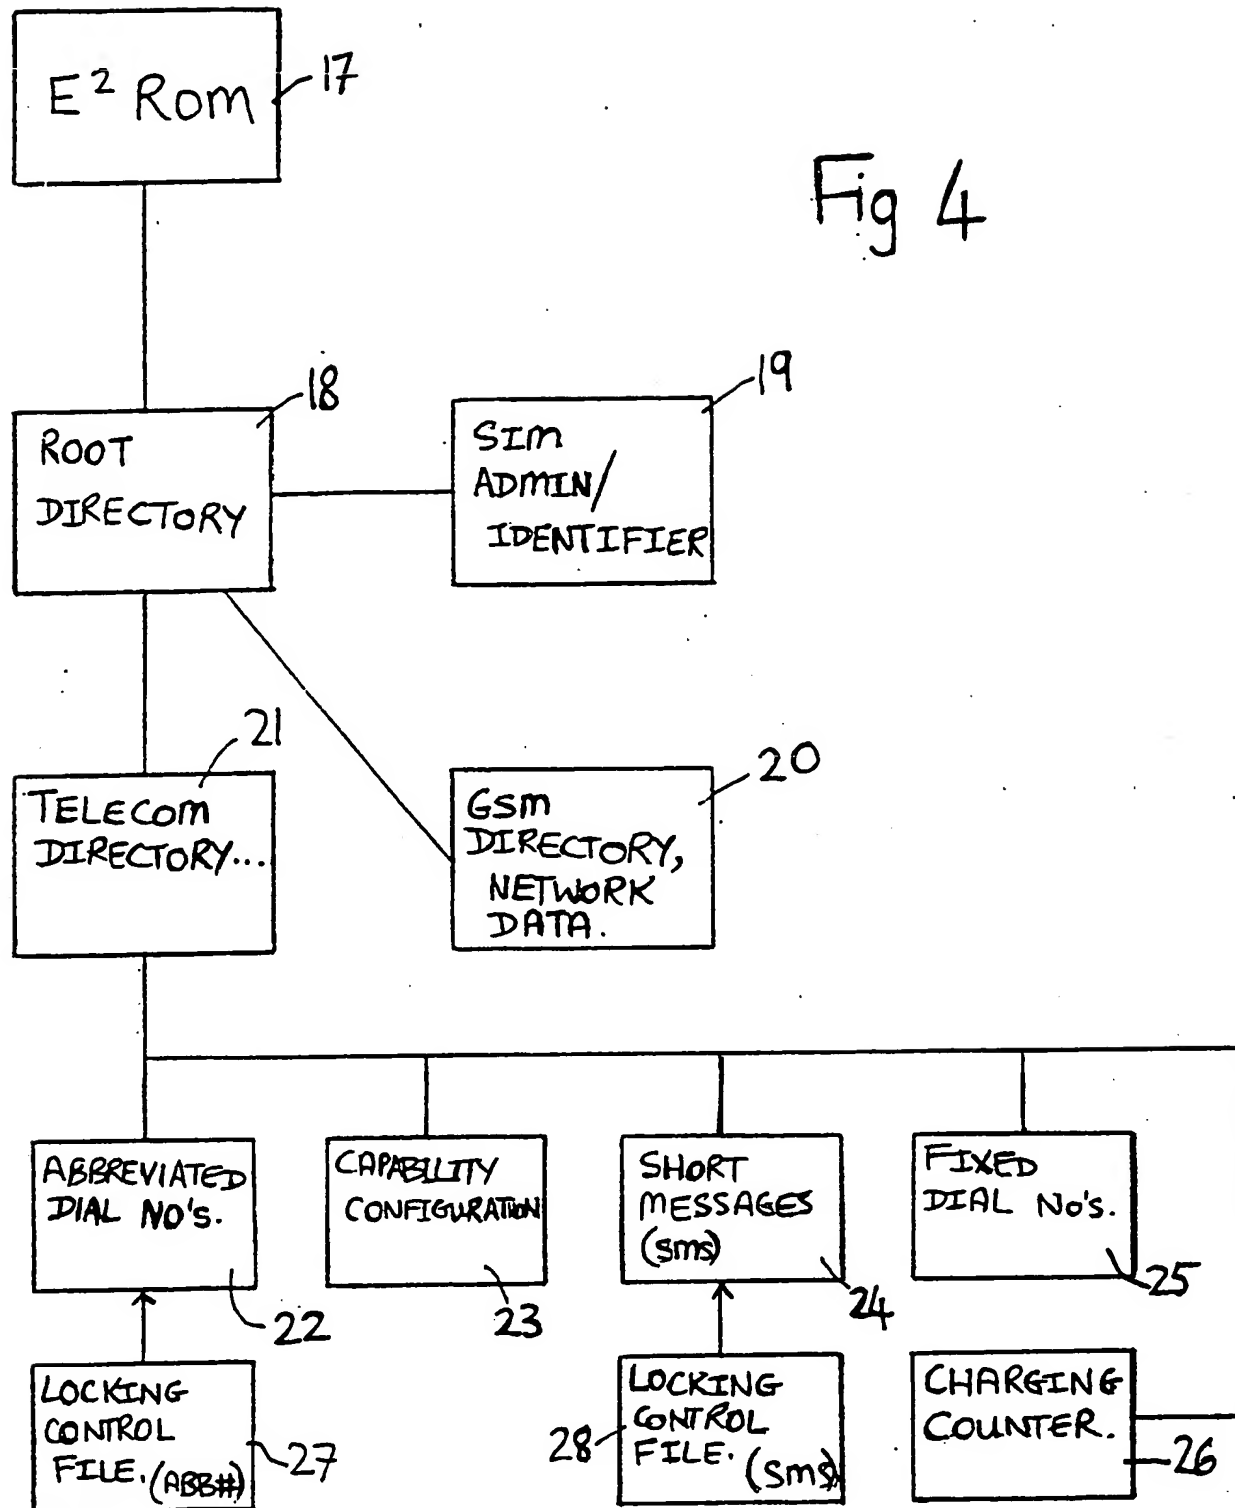 E² Rom
17
Fig 4
18
19
ROOT
DIRECTORY
SIM
ADMIN/
IDENTIFIER
21
20
TELECOM
DIRECTORY...
GSM
DIRECTORY,
NETWORK
DATA.
ABBREVIATED
DIAL NO'S.
22
CAPABILITY
CONFIGURATION
23
SHORT
MESSAGES
(SMS)
24
FIXED
DIAL No's.
25
LOCKING
CONTROL
FILE. (ABB#)
27
LOCKING
CONTROL
FILE. (SMS)
28
CHARGING
COUNTER.
26